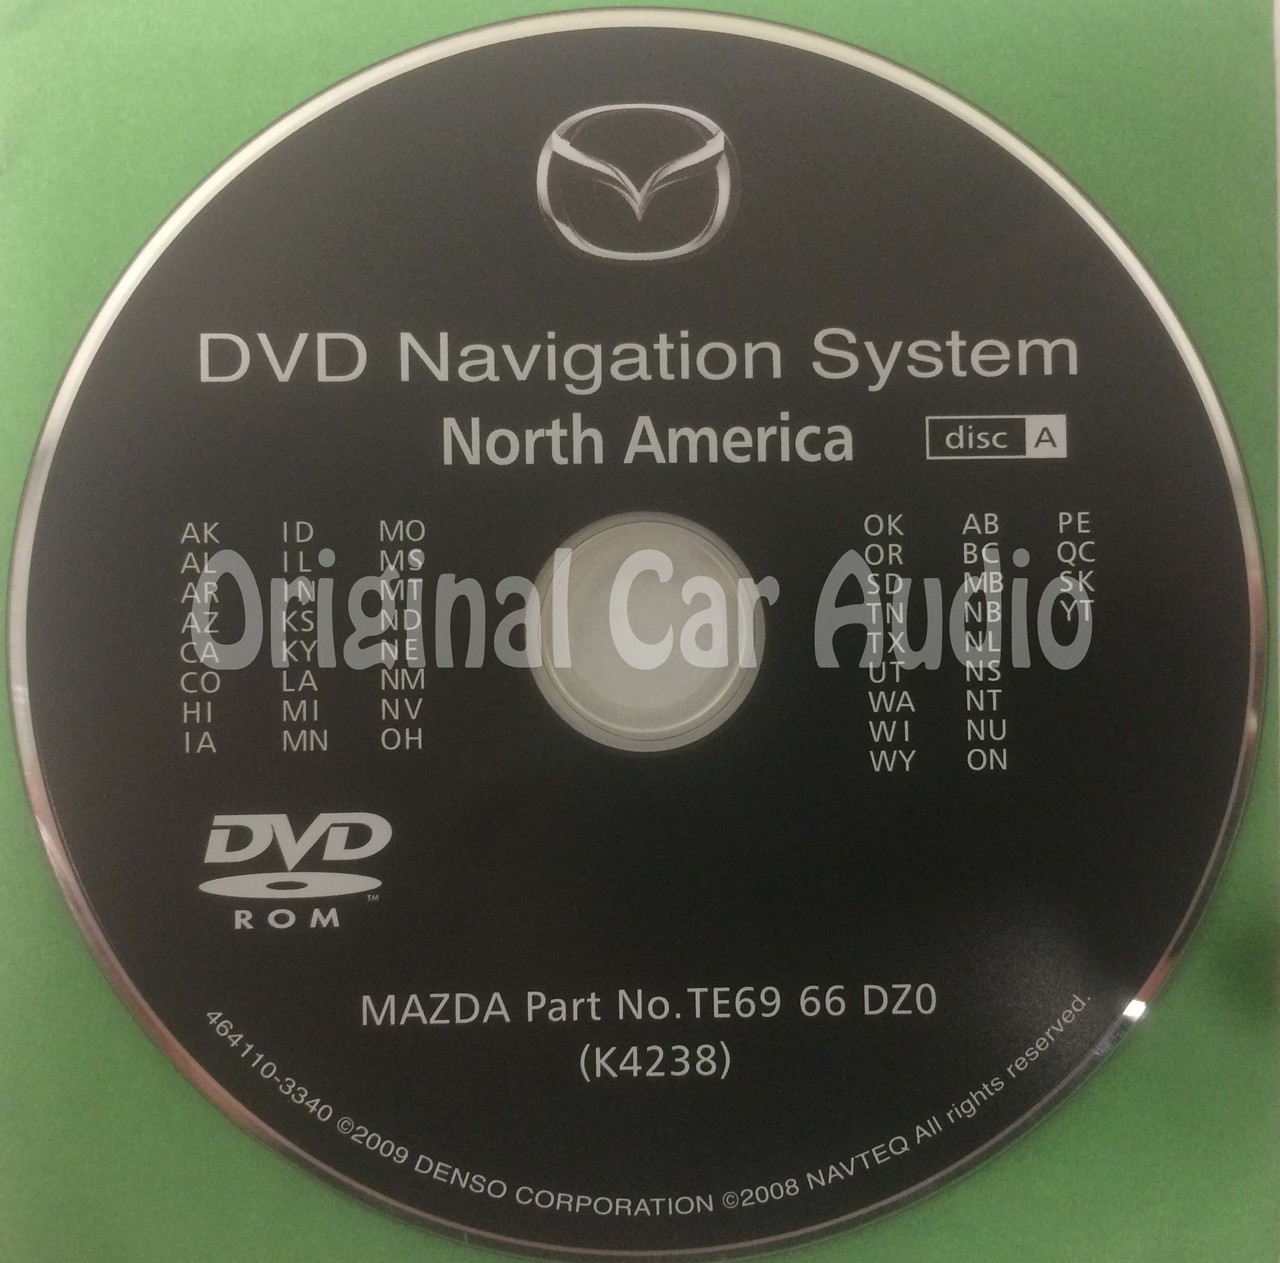 DVD Navigation System
North America disc A
AK ID MO
AL IL MS
AR IN MT
AZ KS ND
CA KY NE
CO LA NM
HI MI NV
IA MN OH
OK AB PE
OR BC QC
SD MB SK
TN NB YT
TX NL
UT NS
WA NT
WI NU
WY ON
Original Car Audio
DVD
ROM
TM
MAZDA Part No.TE69 66 DZ0
(K4238)
464110-3340 ©2009 DENSO CORPORATION ©2008 NAVTEQ All rights reserved.